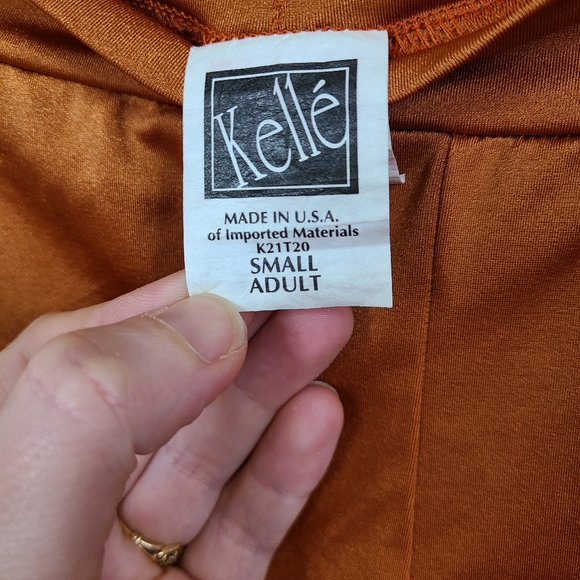 Kellé
MADE IN U.S.A.
of Imported Materials
K21T20
SMALL
ADULT